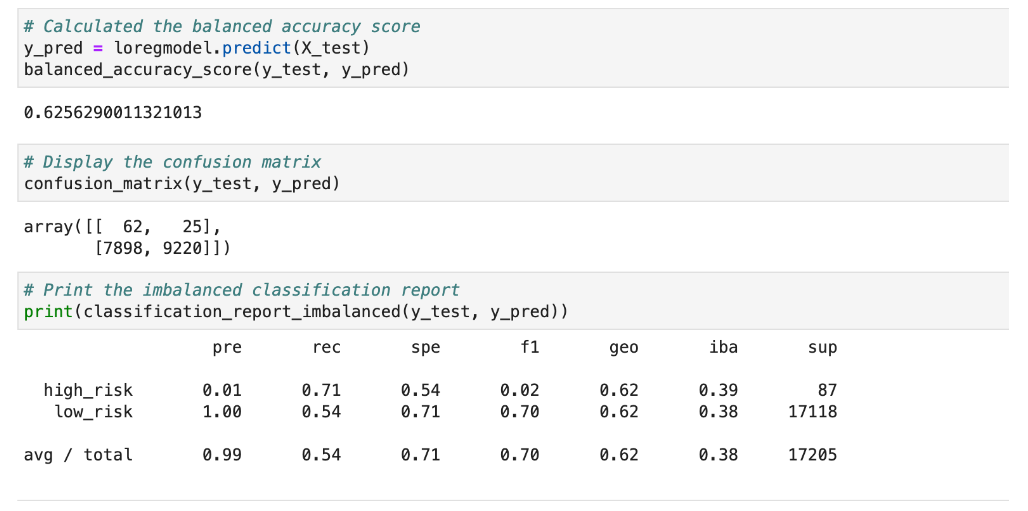 # Calculated the balanced accuracy score
y_pred = loregmodel.predict(X_test)
balanced_accuracy_score(y_test, y_pred)
0.6256290011321013
# Display the confusion matrix
confusion_matrix(y_test, y_pred)
array([[  62,   25],
       [7898, 9220]])
# Print the imbalanced classification report
print(classification_report_imbalanced(y_test, y_pred))
pre rec spe f1 geo iba sup
high_risk 0.01 0.71 0.54 0.02 0.62 0.39 87
low_risk 1.00 0.54 0.71 0.70 0.62 0.38 17118
avg / total 0.99 0.54 0.71 0.70 0.62 0.38 17205